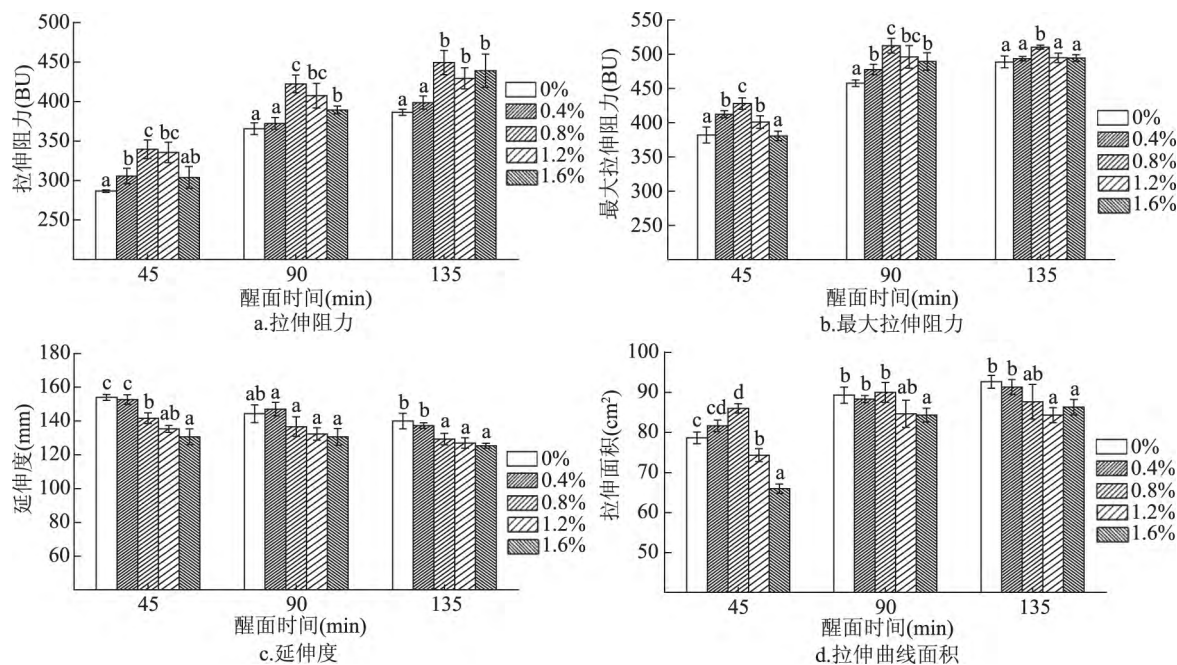 500
450
400
350
300
250
拉伸阻力(BU)
a
b
c
bc
ab
a
a
c
bc
b
a
a
b
b
b
0%
0.4%
0.8%
1.2%
1.6%
45
90
135
醒面时间(min)
a.拉伸阻力
550
500
450
400
350
300
250
最大拉伸阻力(BU)
a
b
c
b
a
a
b
c
bc
b
a
a
b
a
a
0%
0.4%
0.8%
1.2%
1.6%
45
90
135
醒面时间(min)
b.最大拉伸阻力
180
160
140
120
100
80
60
延伸度(mm)
c
c
b
ab
a
ab
a
a
a
a
b
b
a
a
a
0%
0.4%
0.8%
1.2%
1.6%
45
90
135
醒面时间(min)
c.延伸度
100
90
80
70
60
50
拉伸面积(cm²)
c
cd
d
b
a
b
b
b
ab
a
b
b
ab
a
a
0%
0.4%
0.8%
1.2%
1.6%
45
90
135
醒面时间(min)
d.拉伸曲线面积